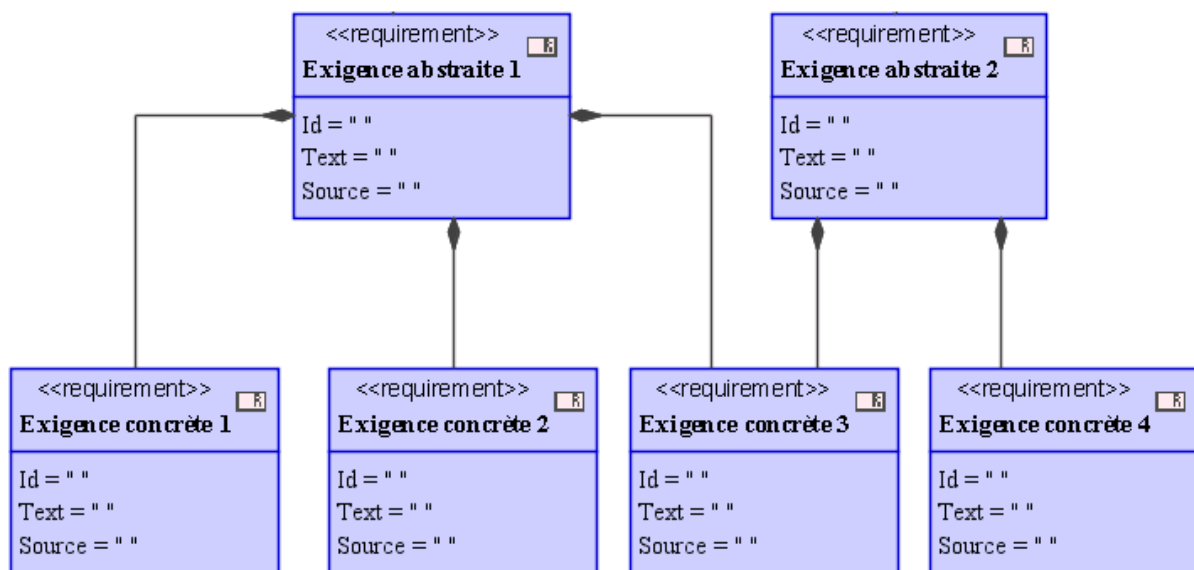 <<requirement>>
Exigence abstraite 1
Id = " "
Text = " "
Source = " "
<<requirement>>
Exigence abstraite 2
Id = " "
Text = " "
Source = " "
<<requirement>>
Exigence concrète 1
Id = " "
Text = " "
Source = " "
<<requirement>>
Exigence concrète 2
Id = " "
Text = " "
Source = " "
<<requirement>>
Exigence concrète 3
Id = " "
Text = " "
Source = " "
<<requirement>>
Exigence concrète 4
Id = " "
Text = " "
Source = " "